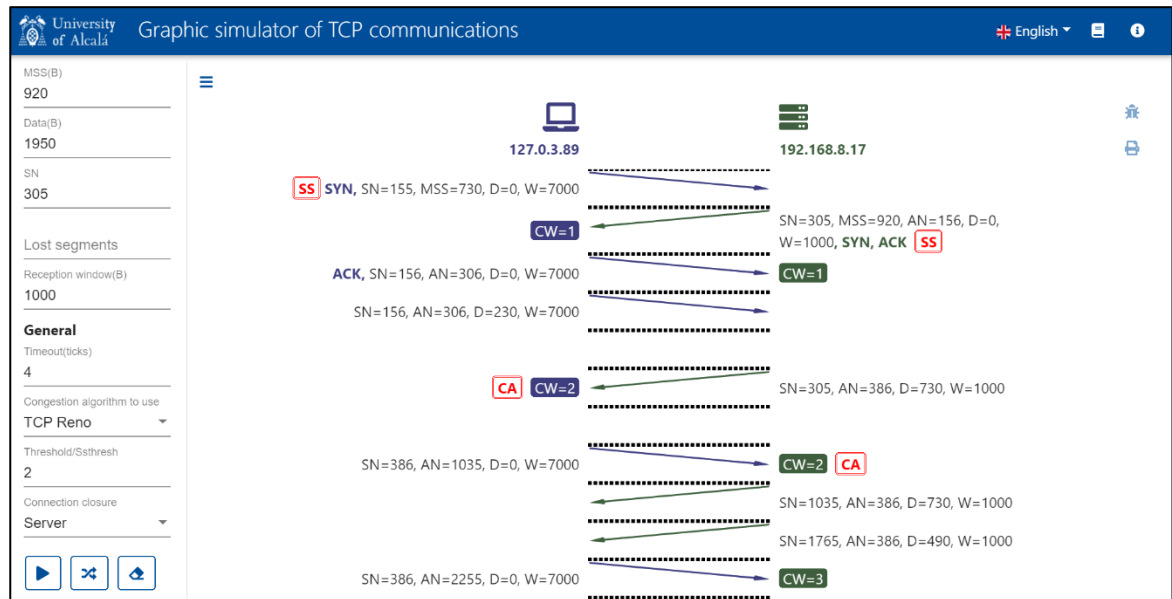 University
of Alcalá
Graphic simulator of TCP communications
English
MSS(B)
920
Data(B)
1950
SN
305
Lost segments
Reception window(B)
1000
General
Timeout(ticks)
4
Congestion algorithm to use
TCP Reno
Threshold/Ssthresh
2
Connection closure
Server
127.0.3.89
192.168.8.17
SS SYN, SN=155, MSS=730, D=0, W=7000
SN=305, MSS=920, AN=156, D=0,
W=1000, SYN, ACK SS
CW=1
ACK, SN=156, AN=306, D=0, W=7000
CW=1
SN=156, AN=306, D=230, W=7000
CA CW=2
SN=305, AN=386, D=730, W=1000
SN=386, AN=1035, D=0, W=7000
CW=2 CA
SN=1035, AN=386, D=730, W=1000
SN=1765, AN=386, D=490, W=1000
SN=386, AN=2255, D=0, W=7000
CW=3